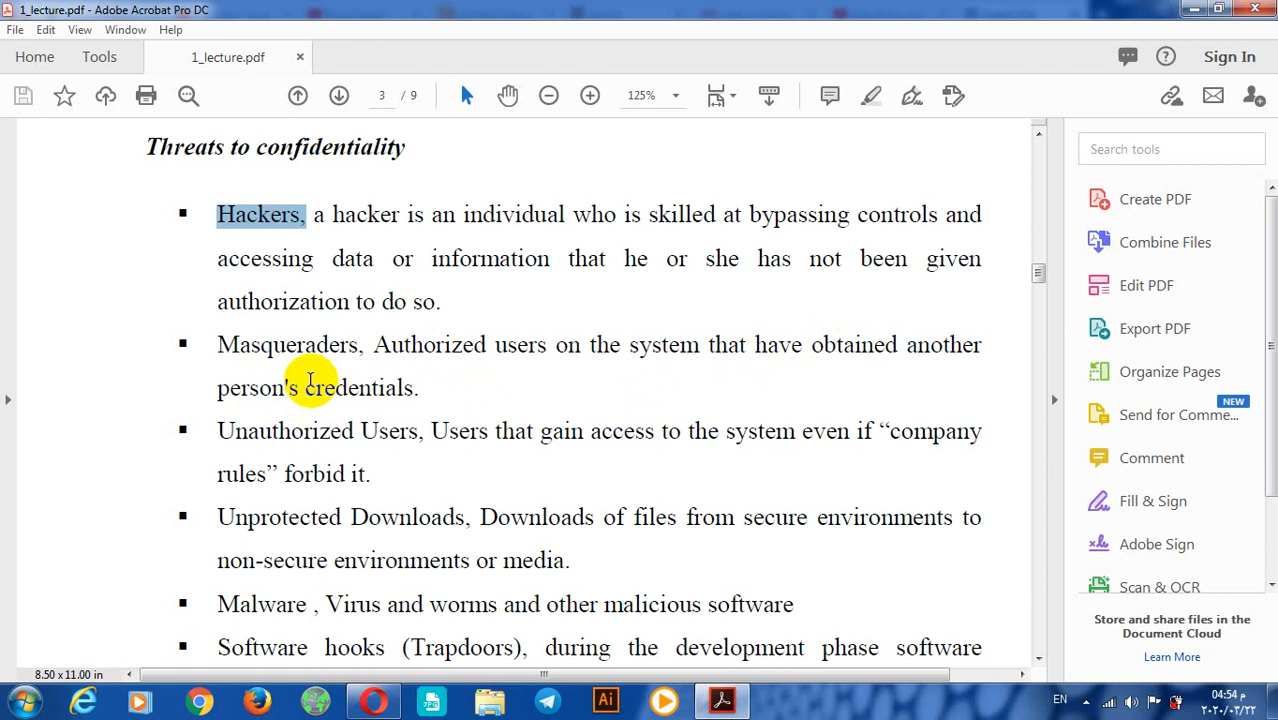 1_lecture.pdf - Adobe Acrobat Pro DC
File Edit View Window Help
Home Tools 1_lecture.pdf × Sign In
3 / 9 125%
Threats to confidentiality
▪ Hackers, a hacker is an individual who is skilled at bypassing controls and
accessing data or information that he or she has not been given
authorization to do so.
▪ Masqueraders, Authorized users on the system that have obtained another
person's credentials.
▪ Unauthorized Users, Users that gain access to the system even if “company
rules” forbid it.
▪ Unprotected Downloads, Downloads of files from secure environments to
non-secure environments or media.
▪ Malware , Virus and worms and other malicious software
▪ Software hooks (Trapdoors), during the development phase software
8.50 x 11.00 in
Search tools
Create PDF
Combine Files
Edit PDF
Export PDF
Organize Pages
NEW
Send for Comme...
Comment
Fill & Sign
Adobe Sign
Scan & OCR
Store and share files in the
Document Cloud
Learn More
JPG
Ai
EN
04:54 م
٢٠٢٠/٠٣/٢٢